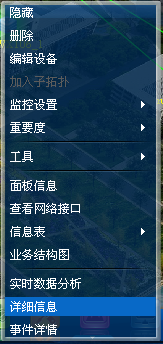 隐藏
删除
编辑设备
加入子拓扑
监控设置
重要度
工具
面板信息
查看网络接口
信息表
业务结构图
实时数据分析
详细信息
事件详情